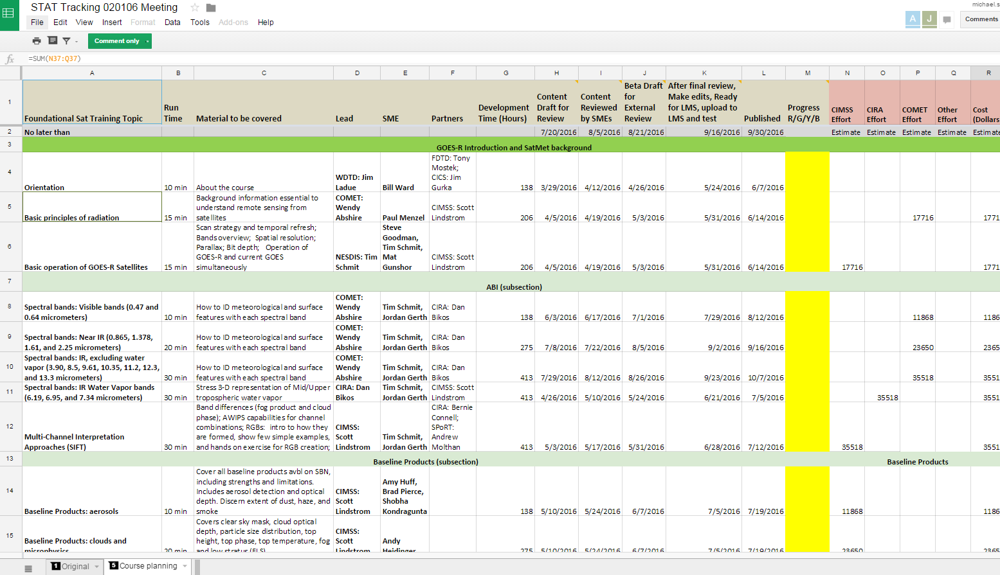 STAT Tracking 020106 Meeting
michael.s
File Edit View Insert Format Data Tools Add-ons Help
A J Comments
Comment only
fx =SUM(N37:Q37)
A B C D E F G H I J K L M N O P Q R
1 Foundational Sat Training Topic
Run
Time
Material to be covered
Lead
SME
Partners
Development
Time (Hours)
Content
Draft for
Review
Content
Reviewed
by SMEs
Beta Draft
for
External
Review
After final review,
Make edits, Ready
for LMS, upload to
LMS and test
Published
Progress
R/G/Y/B
CIMSS
Effort
CIRA
Effort
COMET
Effort
Other
Effort
Cost
(Dollars
2 No later than 7/20/2016 8/5/2016 8/21/2016 9/16/2016 9/30/2016 Estimate Estimate Estimate Estimate Estimate
3 GOES-R Introduction and SatMet background
4 Orientation
10 min
About the course
WDTD: Jim
Ladue
Bill Ward
FDTD: Tony
Mostek;
CICS: Jim
Gurka
138 3/29/2016 4/12/2016 4/26/2016 5/24/2016 6/7/2016
5 Basic principles of radiation
15 min
Background information essential to
understand remote sensing from
satellites
COMET:
Wendy
Abshire
Paul Menzel
CIMSS: Scott
Lindstrom
206 4/5/2016 4/19/2016 5/3/2016 5/31/2016 6/14/2016 17716 1771
6 Basic operation of GOES-R Satellites
15 min
Scan strategy and temporal refresh;
Bands overview; Spatial resolution;
Parallax; Bit depth; Operation of
GOES-R and current GOES
simultaneously
NESDIS: Tim
Schmit
Steve
Goodman,
Tim Schmit,
Mat
Gunshor
CIMSS: Scott
Lindstrom
206 4/5/2016 4/19/2016 5/3/2016 5/31/2016 6/14/2016 17716 1771
7 ABI (subsection)
8 Spectral bands: Visible bands (0.47 and
0.64 micrometers)
10 min
How to ID meteorological and surface
features with each spectral band
COMET:
Wendy
Abshire
Tim Schmit,
Jordan Gerth
CIRA: Dan
Bikos
138 6/3/2016 6/17/2016 7/1/2016 7/29/2016 8/12/2016 11868 1186
9 Spectral bands: Near IR (0.865, 1.378,
1.61, and 2.25 micrometers)
20 min
How to ID meteorological and surface
features with each spectral band
COMET:
Wendy
Abshire
Tim Schmit,
Jordan Gerth
CIRA: Dan
Bikos
275 7/8/2016 7/22/2016 8/5/2016 9/2/2016 9/16/2016 23650 2365
10 Spectral bands: IR, excluding water
vapor (3.90, 8.5, 9.61, 10.35, 11.2, 12.3,
and 13.3 micrometers)
30 min
How to ID meteorological and surface
features with each spectral band
COMET:
Wendy
Abshire
Tim Schmit,
Jordan Gerth
CIRA: Dan
Bikos
413 7/29/2016 8/12/2016 8/26/2016 9/23/2016 10/7/2016 35518 3551
11 Spectral bands: IR Water Vapor bands
(6.19, 6.95, and 7.34 micrometers)
30 min
Stress 3-D representation of Mid/Upper
tropospheric water vapor
CIRA: Dan
Bikos
Tim Schmit,
Jordan Gerth
CIMSS: Scott
Lindstrom
413 4/26/2016 5/10/2016 5/24/2016 6/21/2016 7/5/2016 35518 3551
12 Multi-Channel Interpretation
Approaches (SIFT)
30 min
Band differences (fog product and cloud
phase); AWIPS capabilities for channel
combinations; RGBs: intro to how they
are formed, show few simple examples,
and hands on exercise for RGB creation;
CIMSS:
Scott
Lindstrom
Tim Schmit,
Jordan Gerth
CIRA: Bernie
Connell;
SPoRT:
Andrew
Molthan
413 5/3/2016 5/17/2016 5/31/2016 6/28/2016 7/12/2016 35518 3551
13 Baseline Products (subsection) Baseline Products
14 Baseline Products: aerosols
10 min
Cover all baseline products avbl on SBN,
including strengths and limitations.
Includes aerosol detection and optical
depth. Discern extent of dust, haze, and
smoke
CIMSS:
Scott
Lindstrom
Amy Huff,
Brad Pierce,
Shobha
Kondragunta
138 5/10/2016 5/24/2016 6/7/2016 7/5/2016 7/19/2016 11868 1186
15 Baseline Products: clouds and
microphysics
20 min
Covers clear sky mask, cloud optical
depth, particle size distribution, top
height, top phase, top temperature, fog
and low stratus (FLS)
CIMSS:
Scott
Lindstrom
Andy
Heidinger
275 5/10/2016 5/24/2016 6/7/2016 7/5/2016 7/19/2016 23650 2365
1 Original 5 Course planning